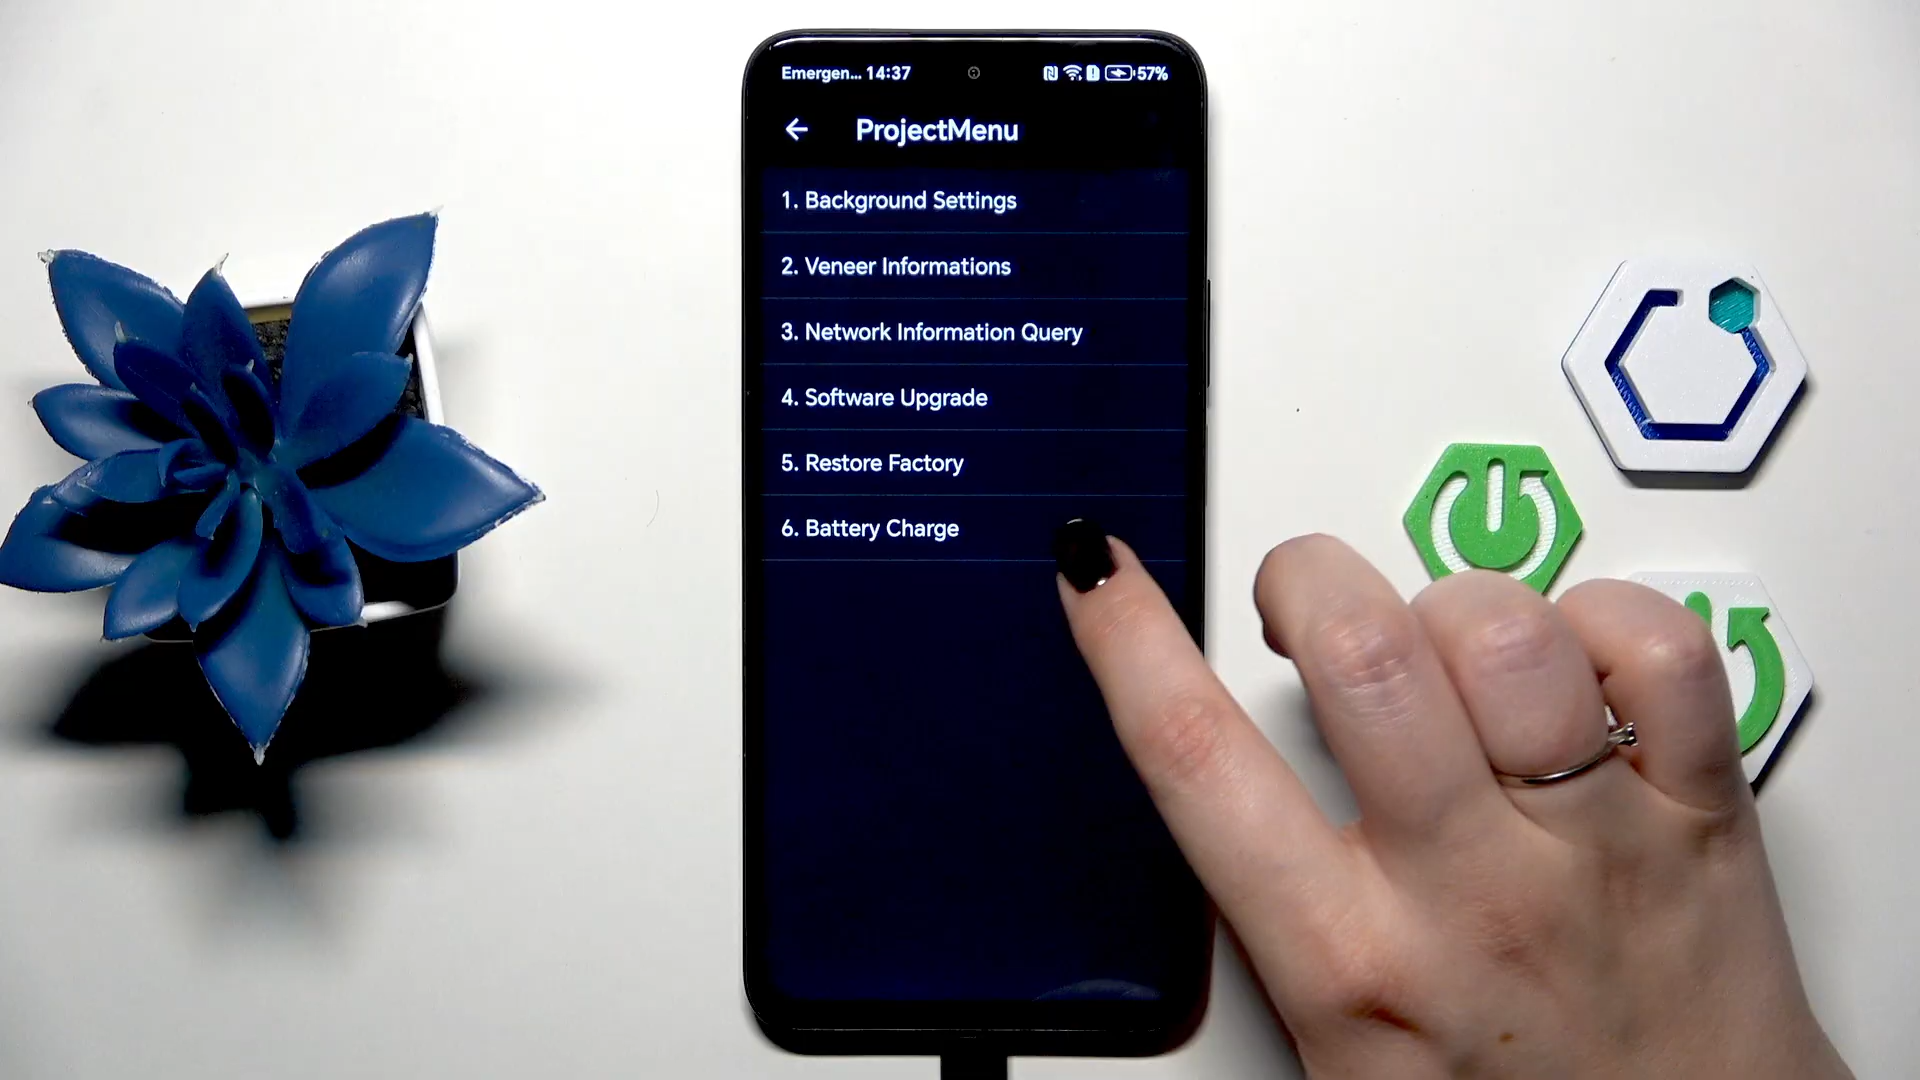 Emergen... 14:37 57%
ProjectMenu
1. Background Settings
2. Veneer Informations
3. Network Information Query
4. Software Upgrade
5. Restore Factory
6. Battery Charge